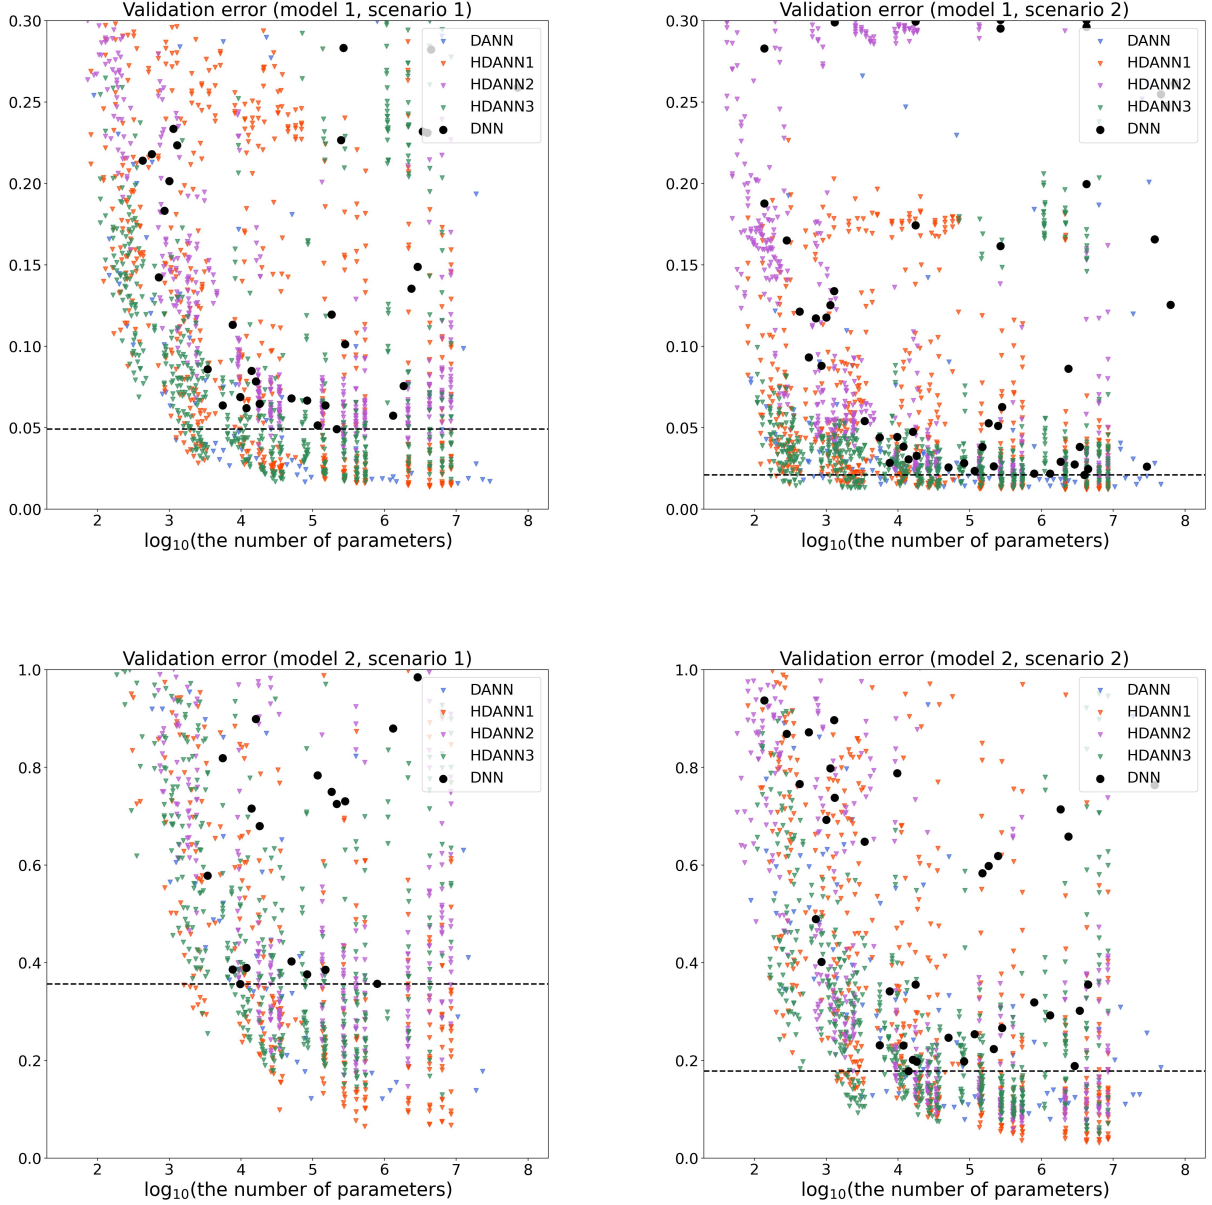 Validation error (model 1, scenario 1)
0.30
0.25
0.20
0.15
0.10
0.05
0.00
2 3 4 5 6 7 8
log₁₀(the number of parameters)
DANN
HDANN1
HDANN2
HDANN3
DNN
Validation error (model 1, scenario 2)
0.30
0.25
0.20
0.15
0.10
0.05
0.00
2 3 4 5 6 7 8
log₁₀(the number of parameters)
DANN
HDANN1
HDANN2
HDANN3
DNN
Validation error (model 2, scenario 1)
1.0
0.8
0.6
0.4
0.2
0.0
2 3 4 5 6 7 8
log₁₀(the number of parameters)
DANN
HDANN1
HDANN2
HDANN3
DNN
Validation error (model 2, scenario 2)
1.0
0.8
0.6
0.4
0.2
0.0
2 3 4 5 6 7 8
log₁₀(the number of parameters)
DANN
HDANN1
HDANN2
HDANN3
DNN